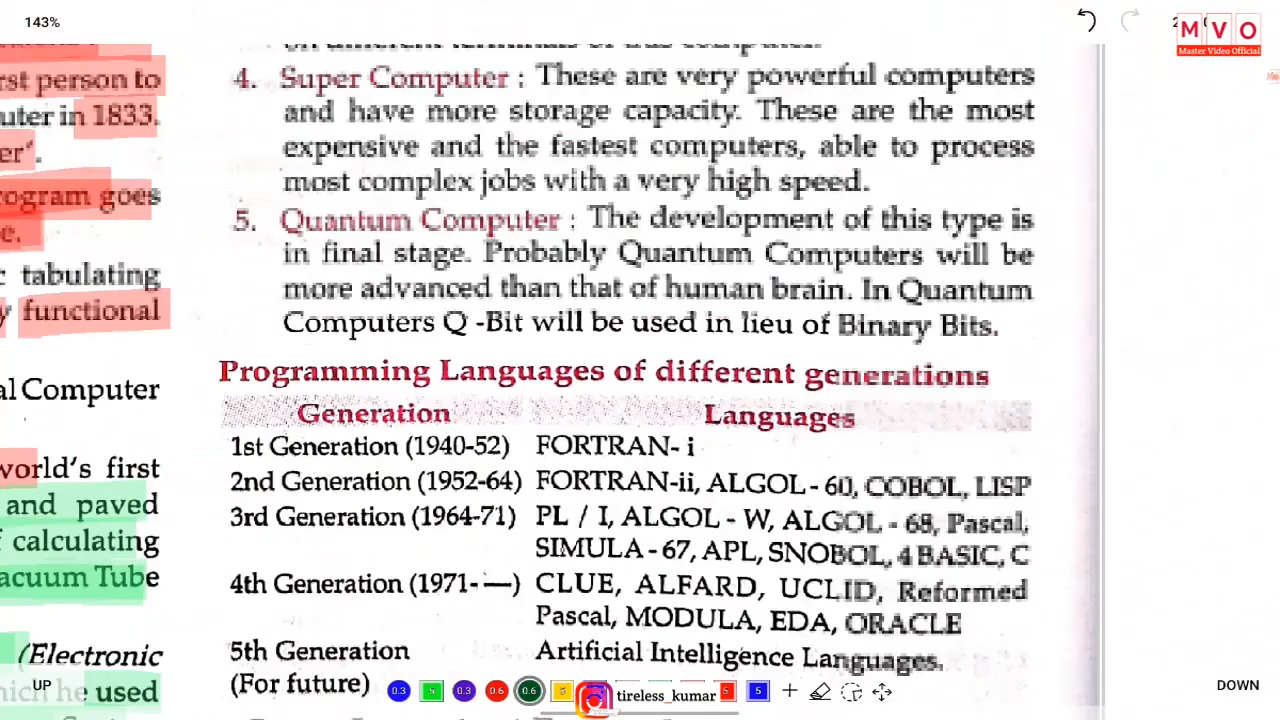 143%
M V O
Master Video Official
rst person to
uter in 1833.
er'.
ogram goes
e.
c tabulating
y functional
al Computer
world's first
and paved
f calculating
acuum Tube
(Electronic
nich he used
4. Super Computer : These are very powerful computers
and have more storage capacity. These are the most
expensive and the fastest computers, able to process
most complex jobs with a very high speed.
5. Quantum Computer : The development of this type is
in final stage. Probably Quantum Computers will be
more advanced than that of human brain. In Quantum
Computers Q -Bit will be used in lieu of Binary Bits.
Programming Languages of different generations
Generation Languages
1st Generation (1940-52) FORTRAN- i
2nd Generation (1952-64) FORTRAN-ii, ALGOL - 60, COBOL, LISP
3rd Generation (1964-71) PL / I, ALGOL - W, ALGOL - 68, Pascal,
SIMULA - 67, APL, SNOBOL, 4 BASIC, C
4th Generation (1971- —) CLUE, ALFARD, UCLID, Reformed
Pascal, MODULA, EDA, ORACLE
5th Generation Artificial Intelligence Languages.
(For future)
UP
0.3 5 0.3 0.6 0.6 5 tireless_kumar 5 5
DOWN